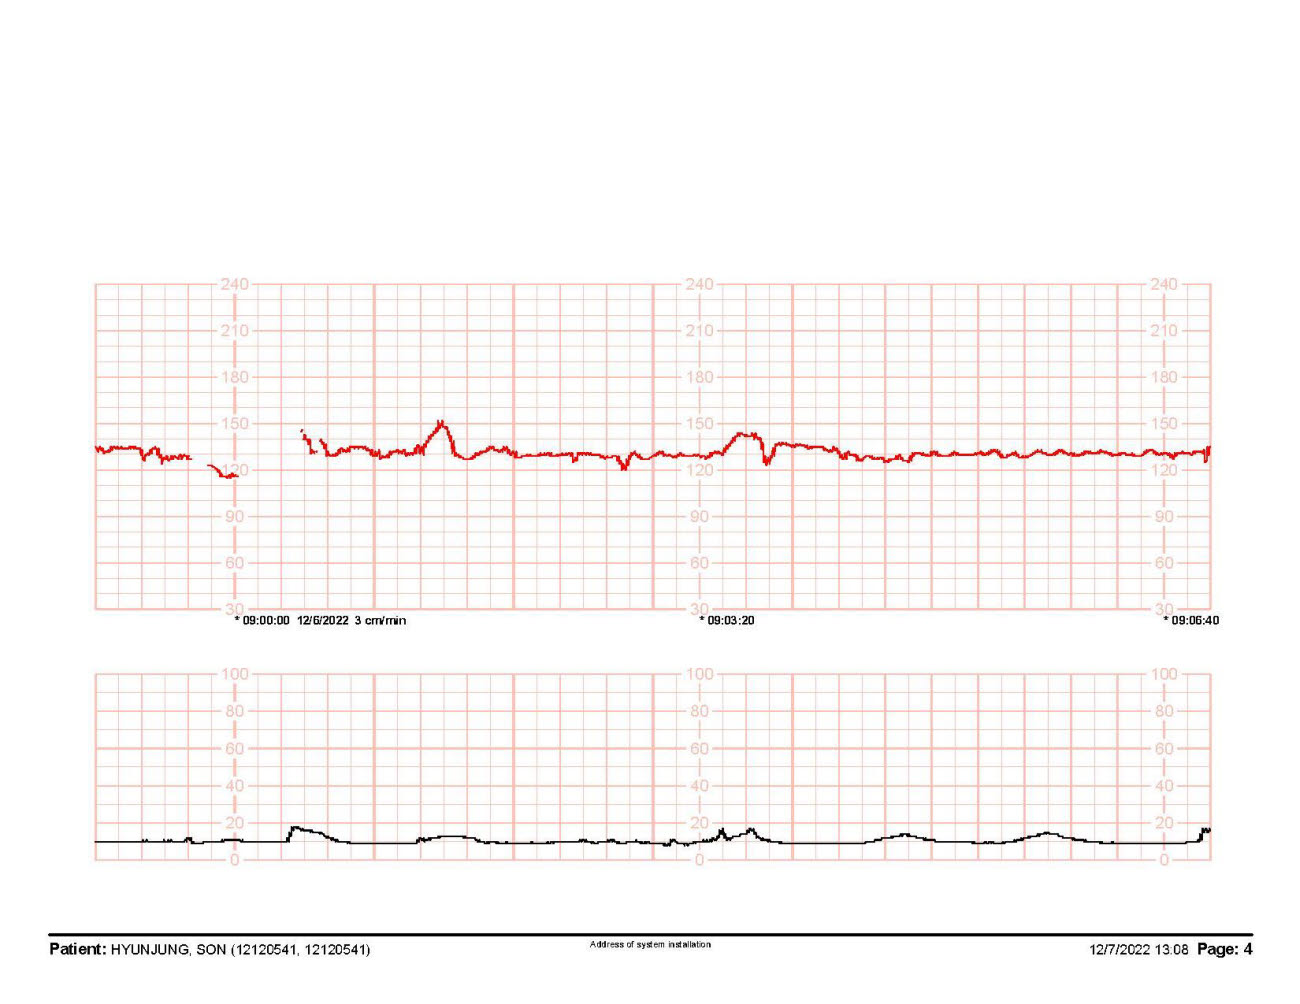 240 240 240
210 210 210
180 180 180
150 150 150
120 120 120
90 90 90
60 60 60
30 30 30
* 09:00:00 12/6/2022 3 cm/min * 09:03:20 * 09:06:40
100 100 100
80 80 80
60 60 60
40 40 40
20 20 20
0 0 0
Patient: HYUNJUNG, SON (12120541, 12120541) Address of system installation 12/7/2022 13:08 Page: 4